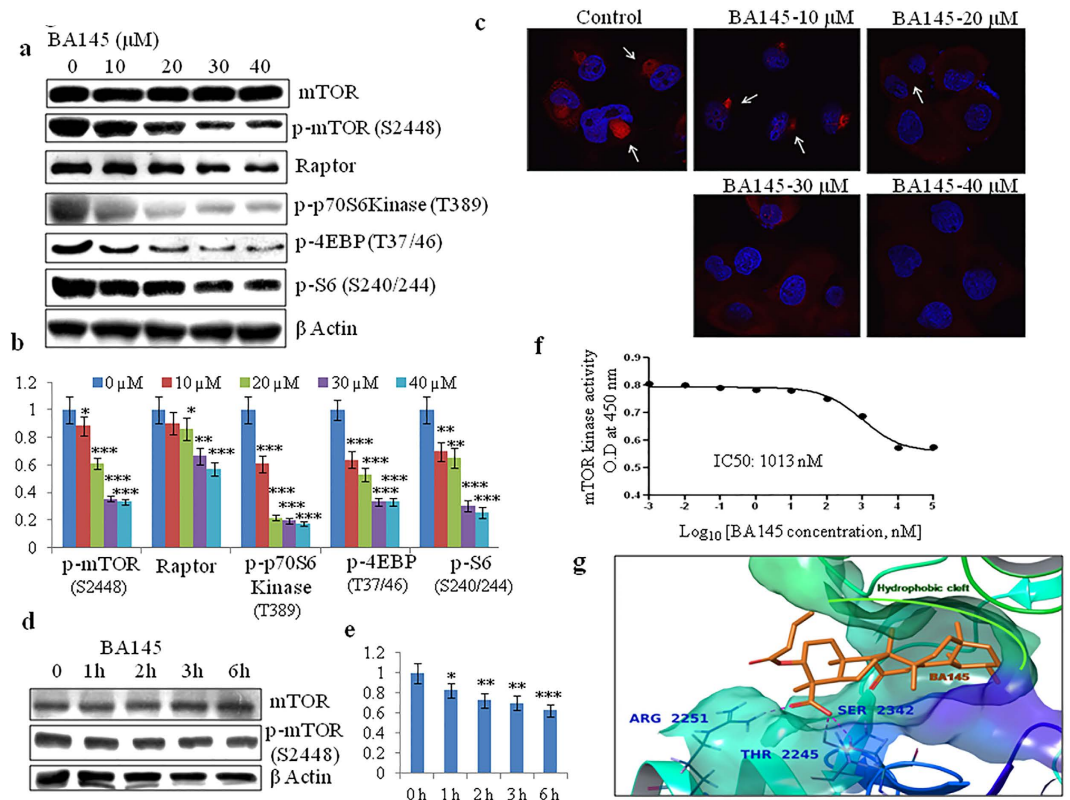 a
BA145 (µM)
0 10 20 30 40
mTOR
p-mTOR (S2448)
Raptor
p-p70S6Kinase (T389)
p-4EBP(T37/46)
p-S6 (S240/244)
β Actin
b
0 µM 10 µM 20 µM 30 µM 40 µM
1.2
1
0.8
0.6
0.4
0.2
0
* *** *** ***
* ** ***
*** *** *** ***
*** *** *** ***
** ** *** ***
p-mTOR (S2448)
Raptor
p-p70S6 Kinase (T389)
p-4EBP (T37/46)
p-S6 (S240/244)
c
Control
BA145-10 µM
BA145-20 µM
BA145-30 µM
BA145-40 µM
d
BA145
0 1h 2h 3h 6h
mTOR
p-mTOR (S2448)
β Actin
e
1.2
1
0.8
0.6
0.4
0.2
0
* ** ** ***
0 h 1 h 2 h 3 h 6 h
f
mTOR kinase activity
O.D at 450 nm
0.9
0.8
0.7
0.6
0.5
0.4
IC50: 1013 nM
-3 -2 -1 0 1 2 3 4 5
Log10 [BA145 concentration, nM]
g
Hydrophobic cleft
BA145
ARG 2251
SER 2342
THR 2245